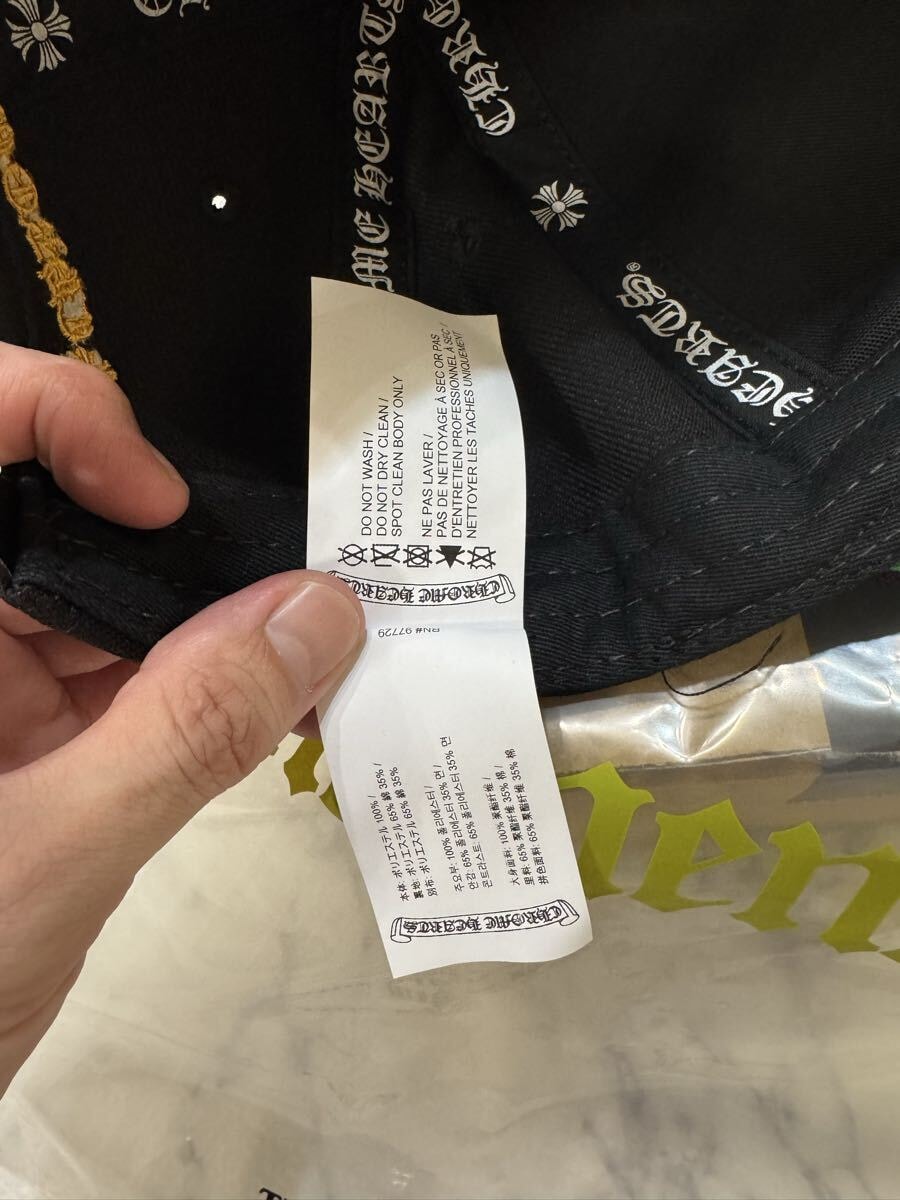 CHRO
ME HEARTS
HEARTS®
DO NOT WASH /
DO NOT DRY CLEAN /
SPOT CLEAN BODY ONLY
NE PAS LAVER /
PAS DE NETTOYAGE À SEC OR PAS
D'ENTRETIEN PROFESSIONNEL À SEC /
NETTOYER LES TACHES UNIQUEMENT
CHROME HEARTS
RN# 97729
本体: ポリエステル 100% /
裏地: ポリエステル 65% 綿 35% /
別布: ポリエステル 65% 綿 35%
주요부: 100% 폴리에스터 /
안감: 65% 폴리에스터 35% 면 /
콘트라스트: 65% 폴리에스터 35% 면
大身面料: 100% 聚酯纤维 /
里料: 65% 聚酯纤维 35% 棉 /
拼色面料: 65% 聚酯纤维 35% 棉
CHROME HEARTS